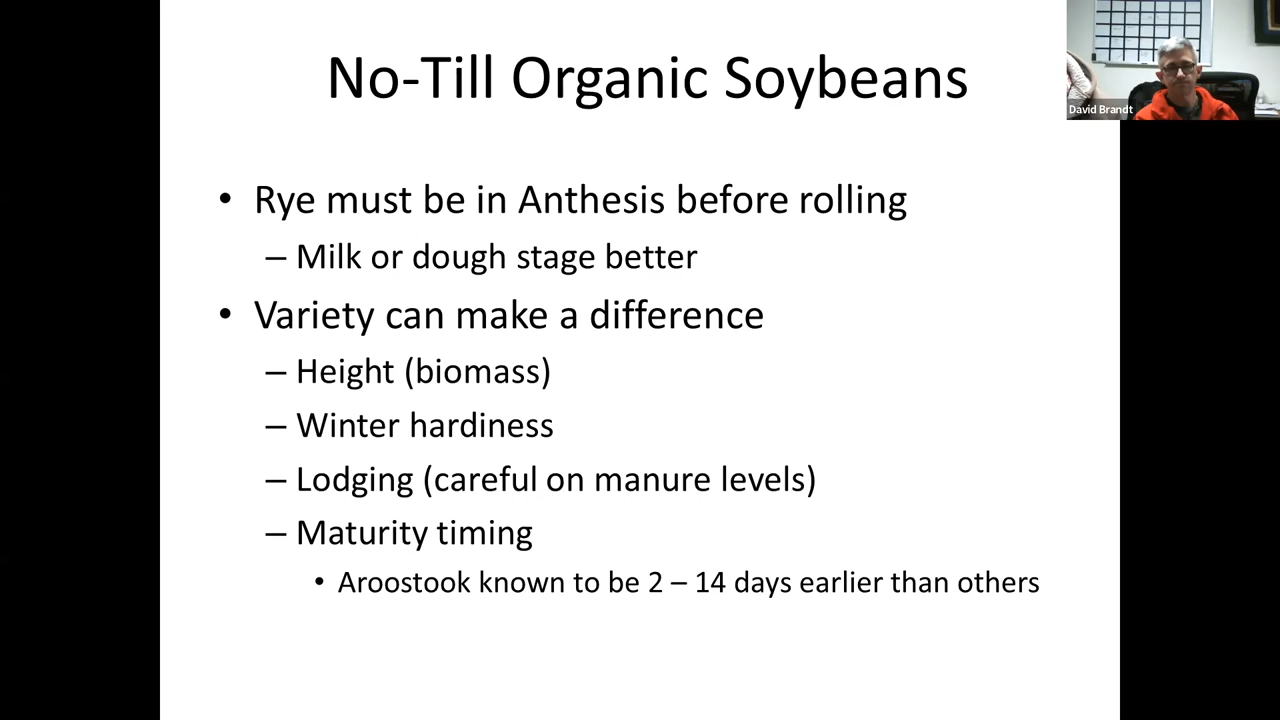 No-Till Organic Soybeans
David Brandt
• Rye must be in Anthesis before rolling
– Milk or dough stage better
• Variety can make a difference
– Height (biomass)
– Winter hardiness
– Lodging (careful on manure levels)
– Maturity timing
• Aroostook known to be 2 – 14 days earlier than others